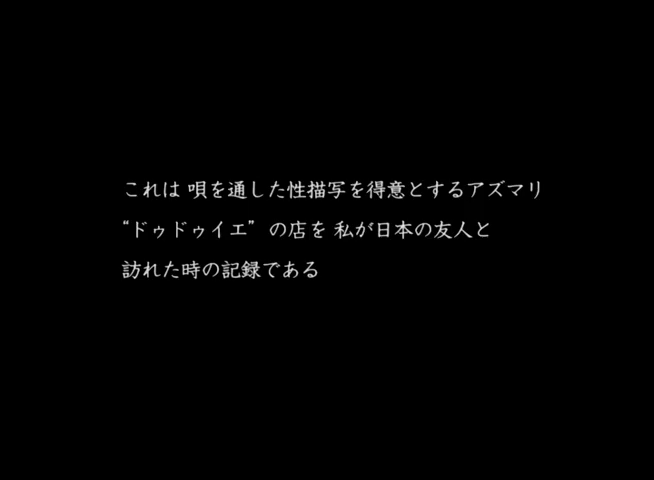 これは 唄を通した性描写を得意とするアズマリ
“ドゥドゥイエ” の店を 私が日本の友人と
訪れた時の記録である